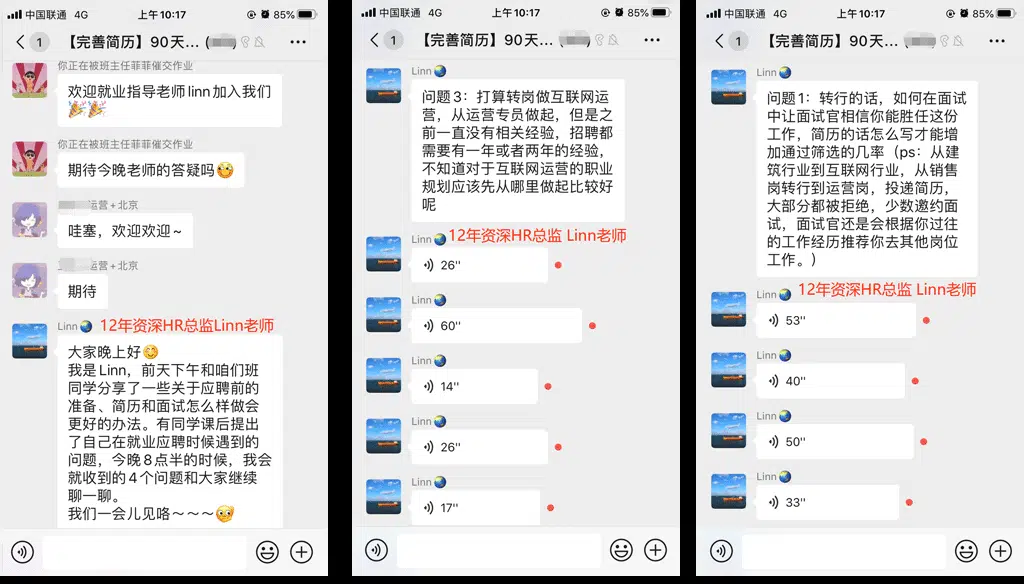 中国联通 4G 上午10:17 85%
1 【完善简历】90天...
你正在被班主任菲菲催交作业
欢迎就业指导老师linn加入我们
你正在被班主任菲菲催交作业
期待今晚老师的答疑吗
运营+北京
哇塞，欢迎欢迎~
运营+北京
期待
Linn 12年资深HR总监Linn老师
大家晚上好
我是Linn，前天下午和咱们班
同学分享了一些关于应聘前的
准备、简历和面试怎么样做会
更好的办法。有同学课后提出
了自己在就业应聘时候遇到的
问题，今晚8点半的时候，我会
就收到的4个问题和大家继续
聊一聊。
我们一会儿见咯~~~
中国联通 4G 上午10:17 85%
1 【完善简历】90天...
Linn
问题3：打算转岗做互联网运
营，从运营专员做起，但是之
前一直没有相关经验，招聘都
需要有一年或者两年的经验，
不知道对于互联网运营的职业
规划应该先从哪里做起比较好
呢
Linn 12年资深HR总监 Linn老师
26"
Linn
60"
Linn
14"
Linn
26"
Linn
17"
中国联通 4G 上午10:17 85%
1 【完善简历】90天...
Linn
问题1：转行的话，如何在面试
中让面试官相信你能胜任这份
工作，简历的话怎么写才能增
加通过筛选的几率（ps：从建
筑行业到互联网行业，从销售
岗转行到运营岗，投递简历，
大部分都被拒绝，少数邀约面
试，面试官还是会根据你过往
的工作经历推荐你去其他岗位
工作。）
Linn 12年资深HR总监 Linn老师
53"
Linn
40"
Linn
50"
Linn
33"